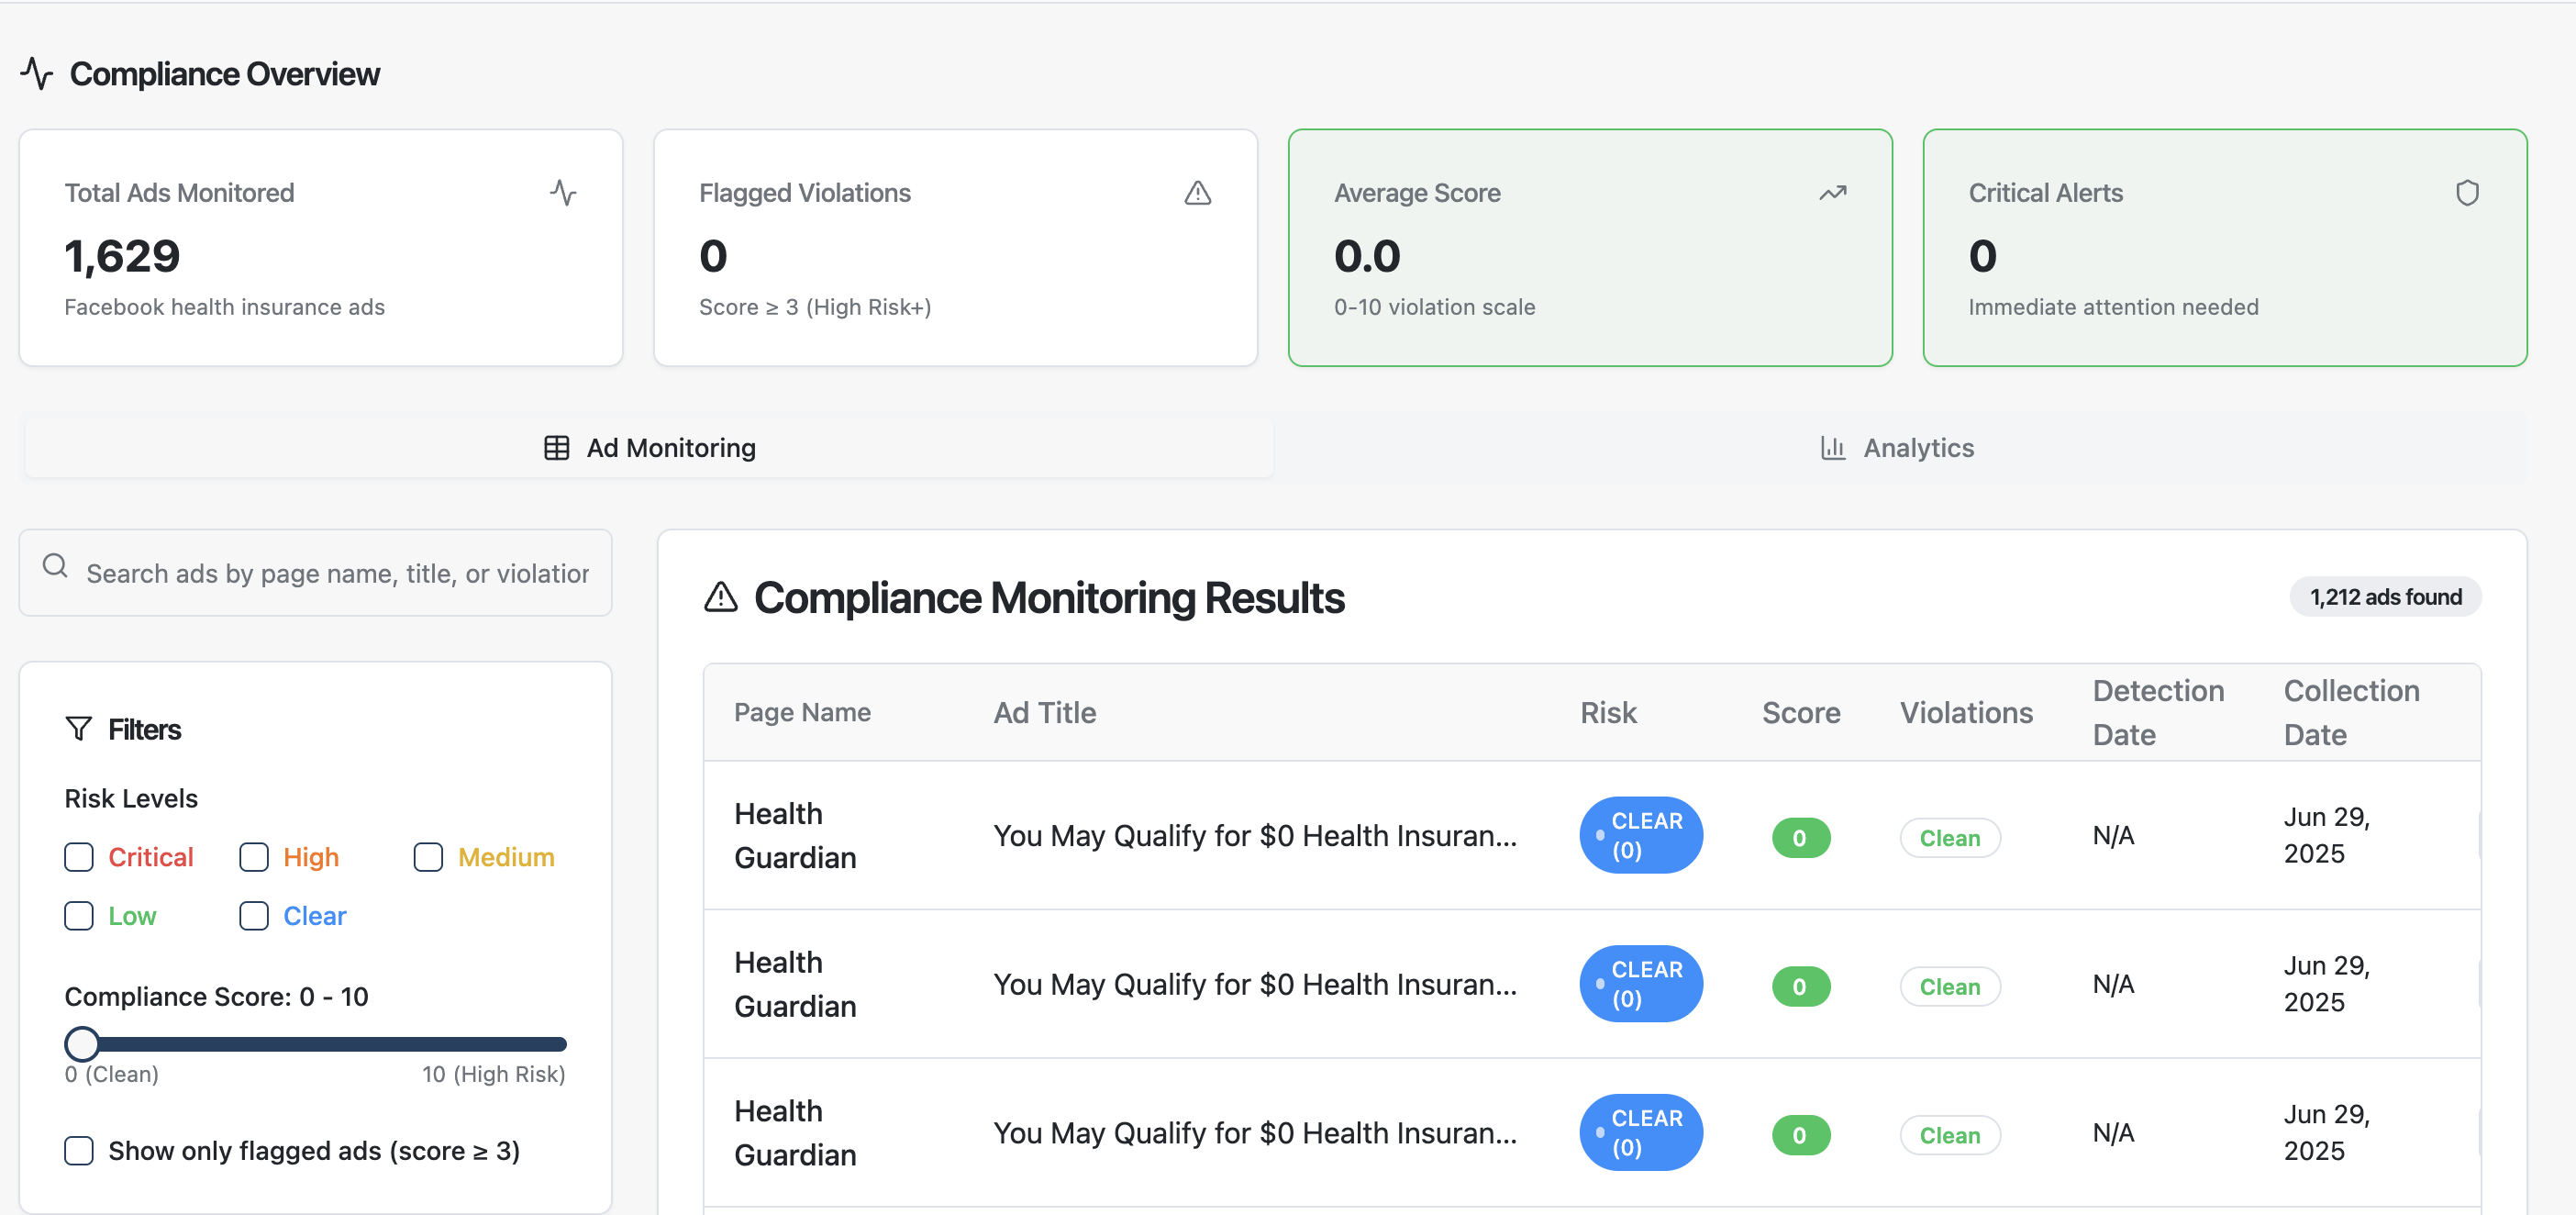 Compliance Overview
Total Ads Monitored
1,629
Facebook health insurance ads
Flagged Violations
0
Score ≥ 3 (High Risk+)
Average Score
0.0
0-10 violation scale
Critical Alerts
0
Immediate attention needed
Ad Monitoring
Analytics
Search ads by page name, title, or violation
Filters
Risk Levels
Critical
High
Medium
Low
Clear
Compliance Score: 0 - 10
0 (Clean)
10 (High Risk)
Show only flagged ads (score ≥ 3)
Compliance Monitoring Results
1,212 ads found
Page Name
Ad Title
Risk
Score
Violations
Detection
Date
Collection
Date
Health
Guardian
You May Qualify for $0 Health Insuran...
CLEAR
(0)
0
Clean
N/A
Jun 29,
2025
Health
Guardian
You May Qualify for $0 Health Insuran...
CLEAR
(0)
0
Clean
N/A
Jun 29,
2025
Health
Guardian
You May Qualify for $0 Health Insuran...
CLEAR
(0)
0
Clean
N/A
Jun 29,
2025